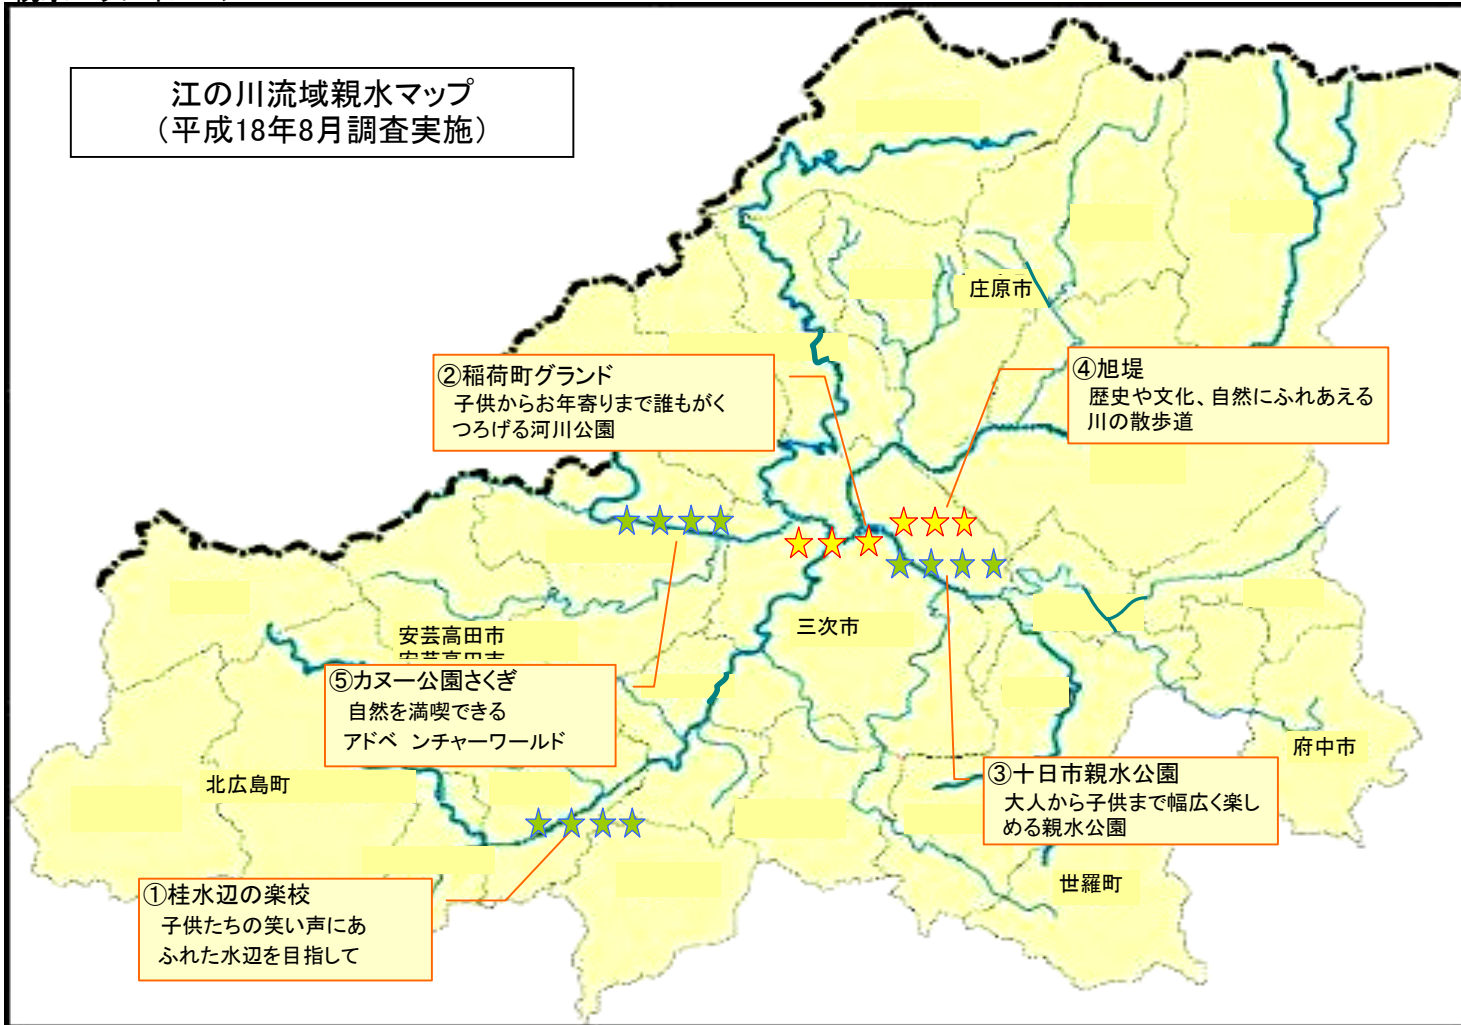 江の川流域親水マップ
(平成18年8月調査実施)
庄原市
②稲荷町グランド
子供からお年寄りまで誰もがく
つろげる河川公園
④旭堤
歴史や文化、自然にふれあえる
川の散歩道
三次市
安芸高田市
安芸高田市
⑤カヌー公園さくぎ
自然を満喫できる
アドベ ンチャーワールド
府中市
北広島町
③十日市親水公園
大人から子供まで幅広く楽し
める親水公園
世羅町
①桂水辺の楽校
子供たちの笑い声にあ
ふれた水辺を目指して